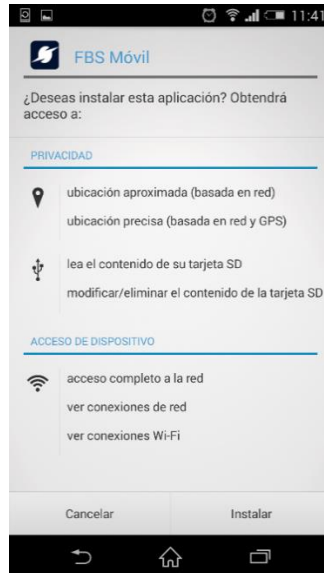 11:41
FBS Móvil
¿Deseas instalar esta aplicación? Obtendrá
acceso a:
PRIVACIDAD
ubicación aproximada (basada en red)
ubicación precisa (basada en red y GPS)
lea el contenido de su tarjeta SD
modificar/eliminar el contenido de la tarjeta SD
ACCESO DE DISPOSITIVO
acceso completo a la red
ver conexiones de red
ver conexiones Wi-Fi
Cancelar
Instalar